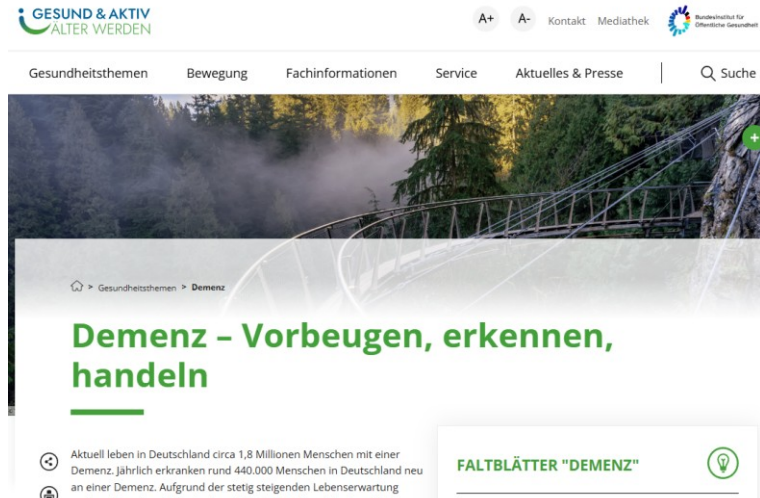 GESUND & AKTIV
ÄLTER WERDEN
A+ A- Kontakt Mediathek
Bundesinstitut für
Öffentliche Gesundheit
Gesundheitsthemen Bewegung Fachinformationen Service Aktuelles & Presse Suche
+
> Gesundheitsthemen > Demenz
Demenz – Vorbeugen, erkennen,
handeln
Aktuell leben in Deutschland circa 1,8 Millionen Menschen mit einer
Demenz. Jährlich erkranken rund 440.000 Menschen in Deutschland neu
an einer Demenz. Aufgrund der stetig steigenden Lebenserwartung
FALTBLÄTTER "DEMENZ"